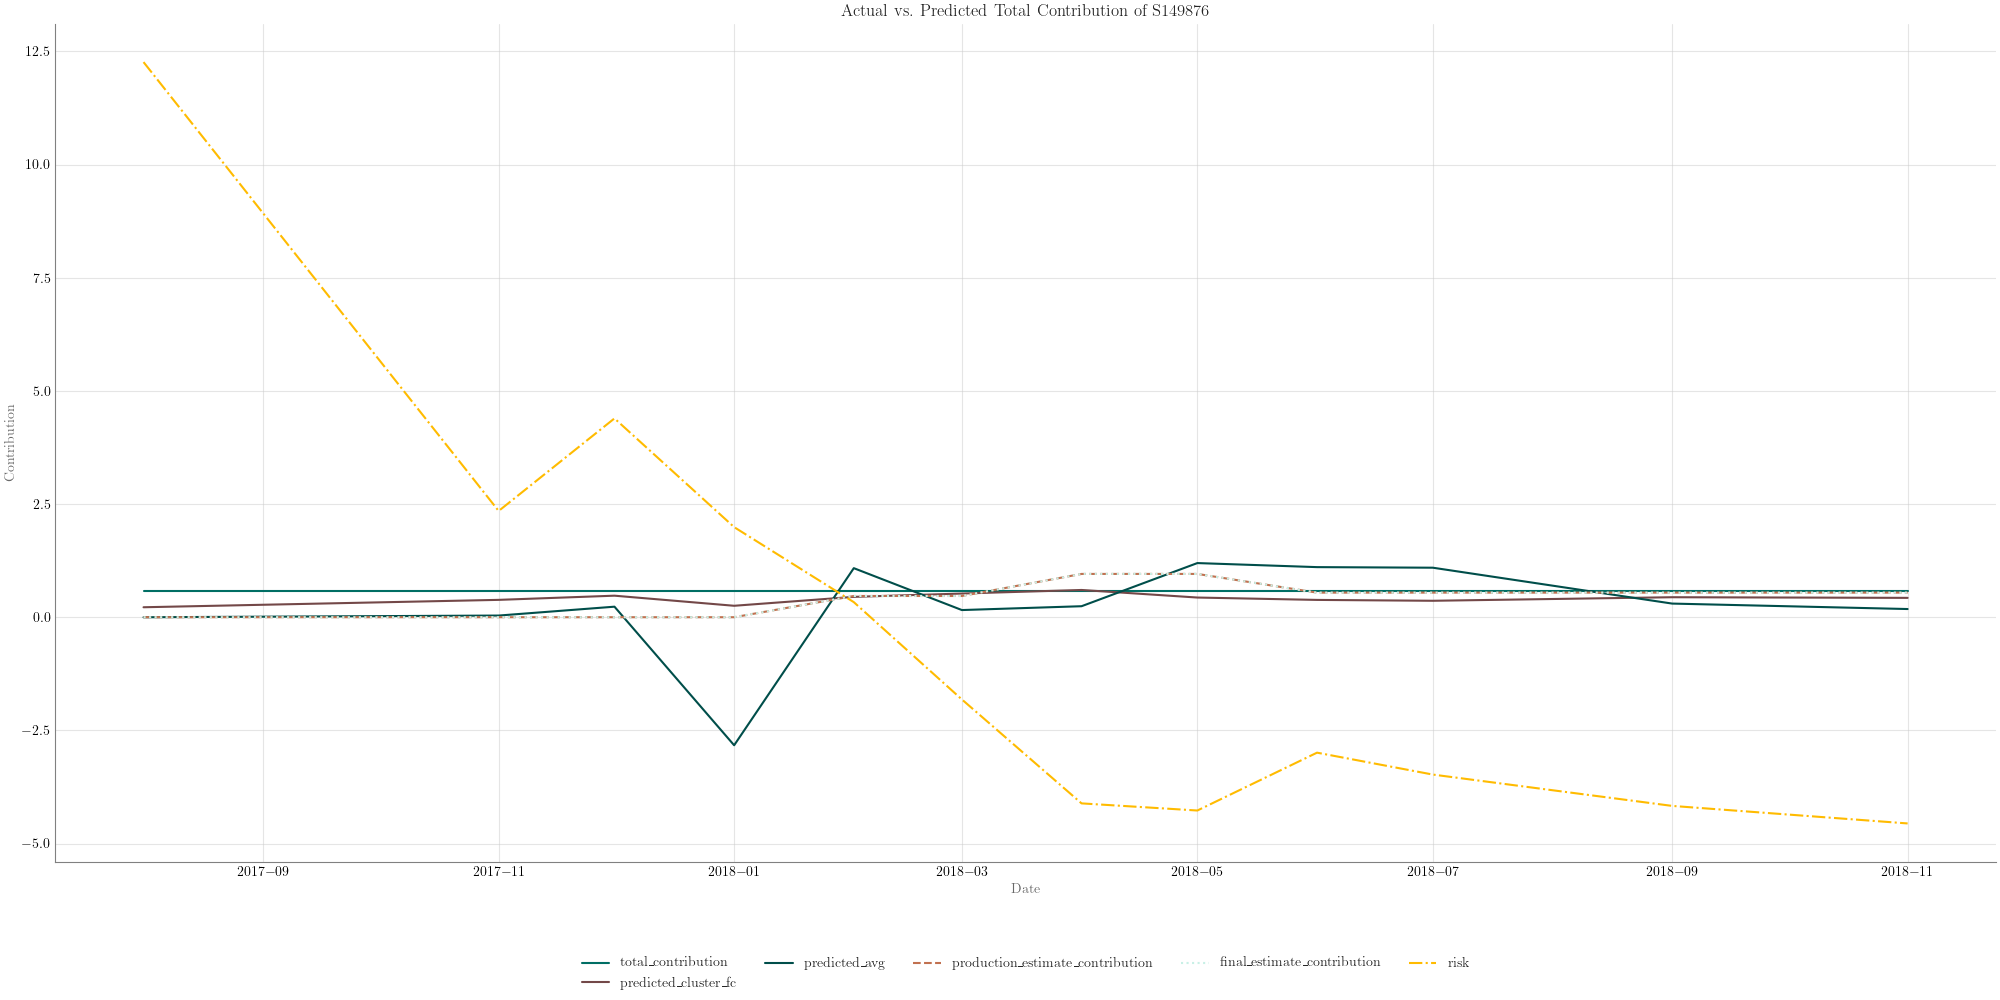 Actual vs. Predicted Total Contribution of S149876
12.5
10.0
7.5
5.0
2.5
0.0
−2.5
−5.0
Contribution
2017−09
2017−11
2018−01
2018−03
2018−05
2018−07
2018−09
2018−11
Date
total_contribution
predicted_avg
production_estimate_contribution
final_estimate_contribution
risk
predicted_cluster_fc